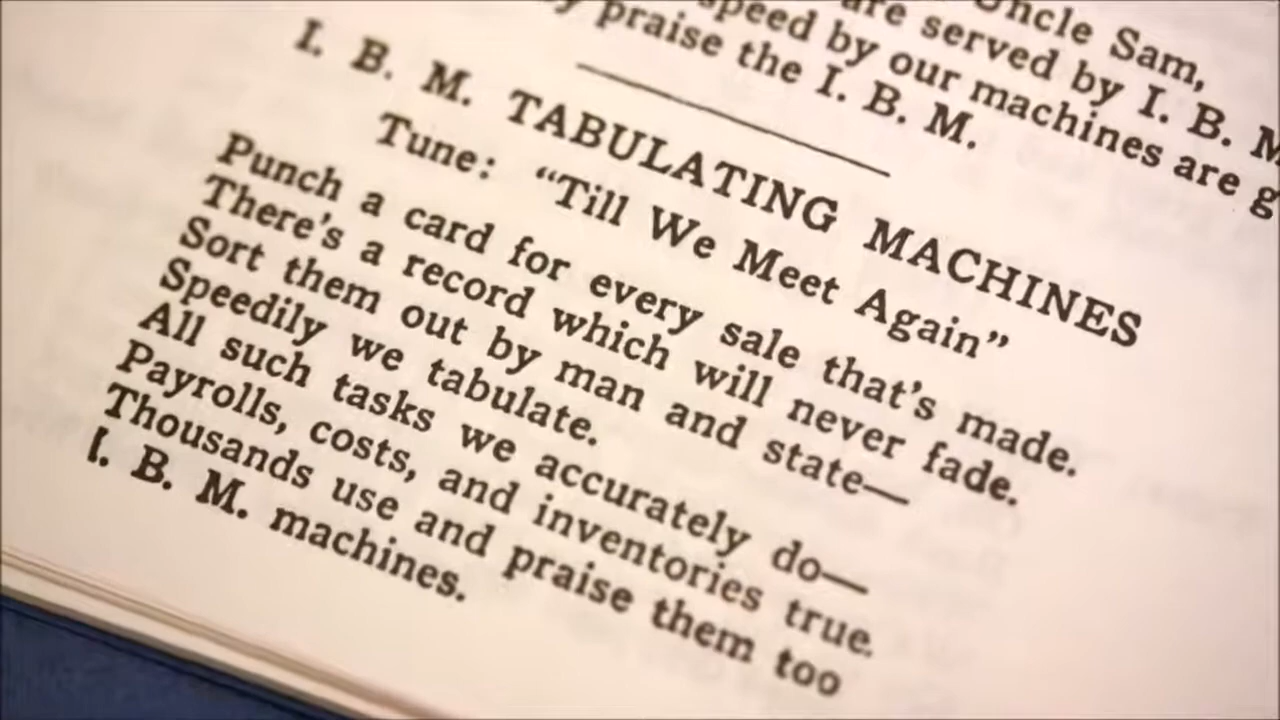 Uncle Sam,
are served by I. B. M
speed by our machines are g
praise the I. B. M.
I. B. M. TABULATING MACHINES
Tune: “Till We Meet Again”
Punch a card for every sale that’s made.
There’s a record which will never fade.
Sort them out by man and state—
Speedily we tabulate.
All such tasks we accurately do—
Payrolls, costs, and inventories true.
Thousands use and praise them too
I. B. M. machines.